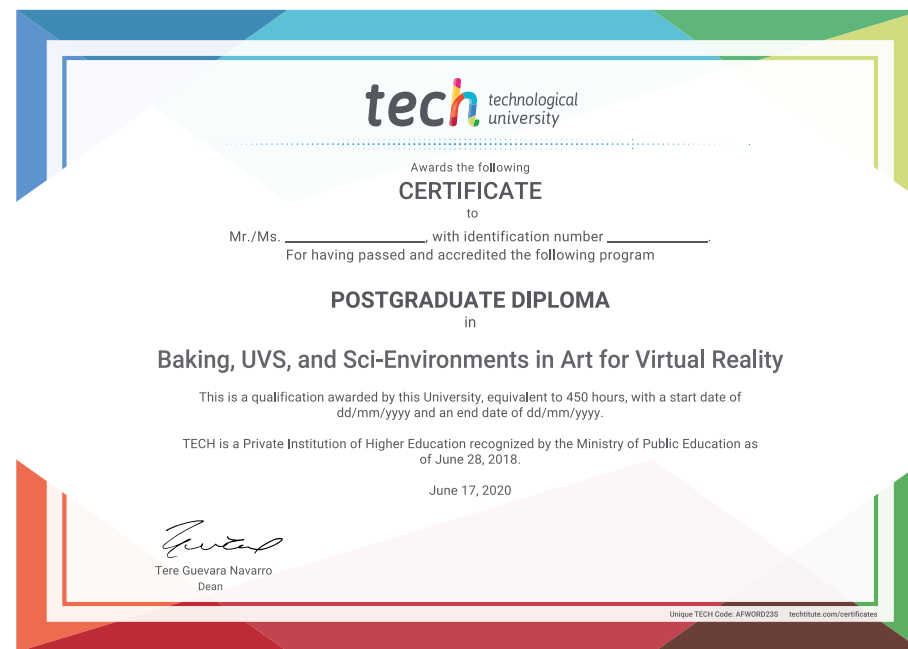 tech technological
university
Awards the following
CERTIFICATE
to
Mr./Ms. ____________________, with identification number ______________.
For having passed and accredited the following program
POSTGRADUATE DIPLOMA
in
Baking, UVS, and Sci-Environments in Art for Virtual Reality
This is a qualification awarded by this University, equivalent to 450 hours, with a start date of
dd/mm/yyyy and an end date of dd/mm/yyyy.
TECH is a Private Institution of Higher Education recognized by the Ministry of Public Education as
of June 28, 2018.
June 17, 2020
Tere Guevara Navarro
Dean
Unique TECH Code: AFWORD23S techtitute.com/certificates